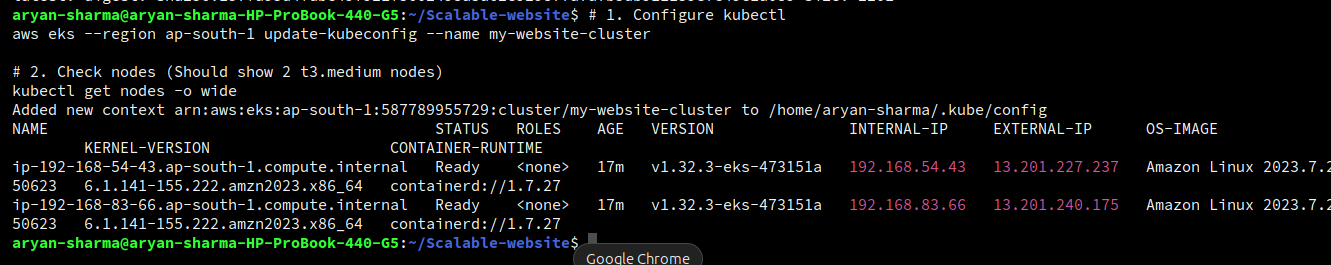 aryan-sharma@aryan-sharma-HP-ProBook-440-G5:~/Scalable-website$ # 1. Configure kubectl
aws eks --region ap-south-1 update-kubeconfig --name my-website-cluster
# 2. Check nodes (Should show 2 t3.medium nodes)
kubectl get nodes -o wide
Added new context arn:aws:eks:ap-south-1:587789955729:cluster/my-website-cluster to /home/aryan-sharma/.kube/config
NAME STATUS ROLES AGE VERSION INTERNAL-IP EXTERNAL-IP OS-IMAGE
KERNEL-VERSION CONTAINER-RUNTIME
ip-192-168-54-43.ap-south-1.compute.internal Ready <none> 17m v1.32.3-eks-473151a 192.168.54.43 13.201.227.237 Amazon Linux 2023.7.2
50623 6.1.141-155.222.amzn2023.x86_64 containerd://1.7.27
ip-192-168-83-66.ap-south-1.compute.internal Ready <none> 17m v1.32.3-eks-473151a 192.168.83.66 13.201.240.175 Amazon Linux 2023.7.2
50623 6.1.141-155.222.amzn2023.x86_64 containerd://1.7.27
aryan-sharma@aryan-sharma-HP-ProBook-440-G5:~/Scalable-website$
Google Chrome